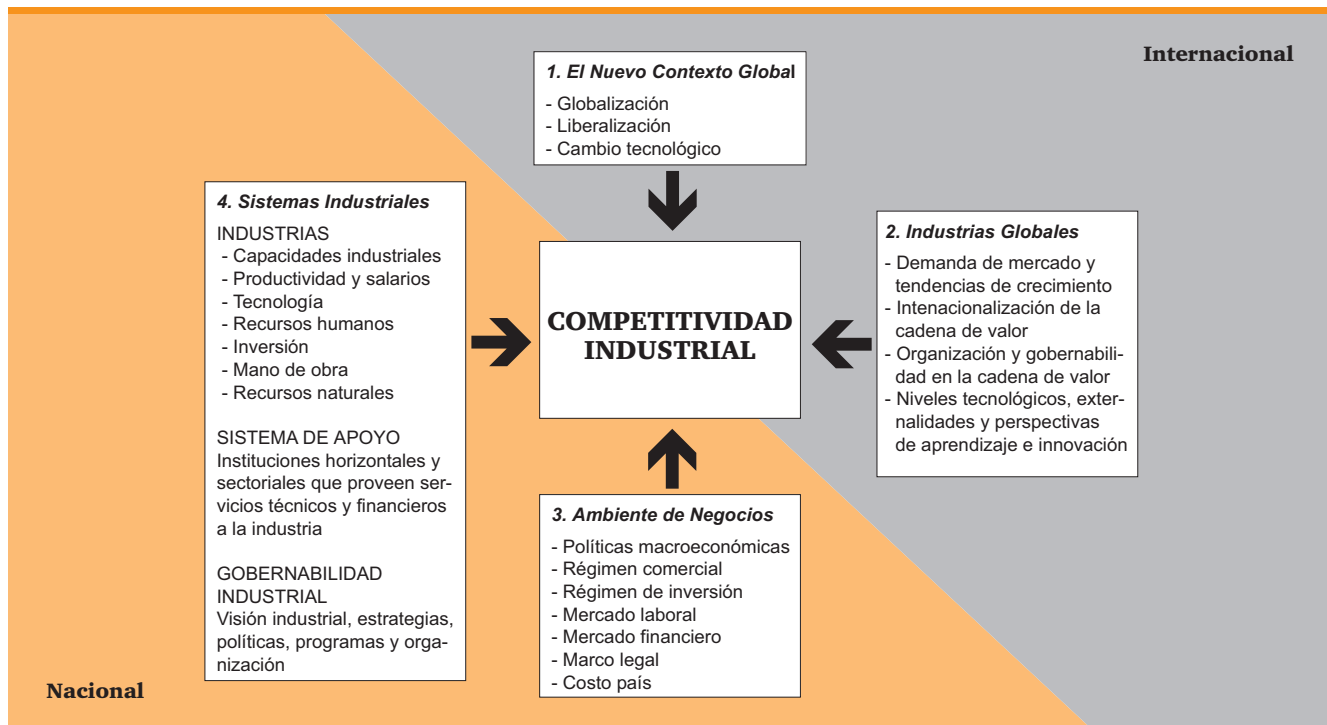 Internacional
1. El Nuevo Contexto Global
- Globalización
- Liberalización
- Cambio tecnológico
4. Sistemas Industriales
INDUSTRIAS
- Capacidades industriales
- Productividad y salarios
- Tecnología
- Recursos humanos
- Inversión
- Mano de obra
- Recursos naturales
SISTEMA DE APOYO
Instituciones horizontales y
sectoriales que proveen ser-
vicios técnicos y financieros
a la industria
GOBERNABILIDAD
INDUSTRIAL
Visión industrial, estrategias,
políticas, programas y orga-
nización
COMPETITIVIDAD
INDUSTRIAL
2. Industrias Globales
- Demanda de mercado y
tendencias de crecimiento
- Intenacionalización de la
cadena de valor
- Organización y gobernabili-
dad en la cadena de valor
- Niveles tecnológicos, exter-
nalidades y perspectivas
de aprendizaje e innovación
3. Ambiente de Negocios
- Políticas macroeconómicas
- Régimen comercial
- Régimen de inversión
- Mercado laboral
- Mercado financiero
- Marco legal
- Costo país
Nacional